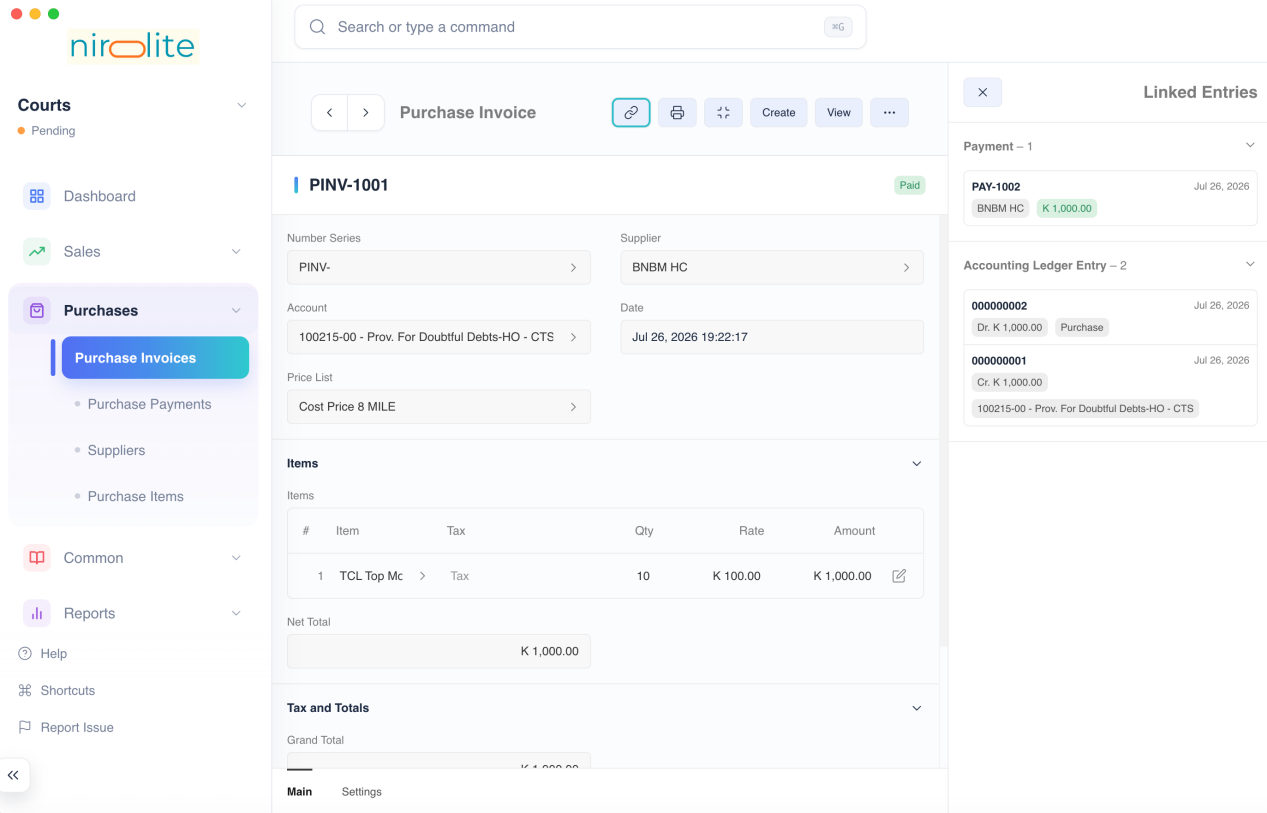 nirolite
Search or type a command
⌘G
Courts
Pending
Dashboard
Sales
Purchases
Purchase Invoices
Purchase Payments
Suppliers
Purchase Items
Common
Reports
Help
Shortcuts
Report Issue
Purchase Invoice
Create
View
PINV-1001
Paid
Number Series
PINV-
Supplier
BNBM HC
Account
100215-00 - Prov. For Doubtful Debts-HO - CTS
Date
Jul 26, 2026 19:22:17
Price List
Cost Price 8 MILE
Items
Items
# Item Tax Qty Rate Amount
1 TCL Top Mc Tax 10 K 100.00 K 1,000.00
Net Total
K 1,000.00
Tax and Totals
Grand Total
K 1,000.00
Main Settings
Linked Entries
Payment – 1
PAY-1002 Jul 26, 2026
BNBM HC K 1,000.00
Accounting Ledger Entry – 2
000000002 Jul 26, 2026
Dr. K 1,000.00 Purchase
000000001 Jul 26, 2026
Cr. K 1,000.00
100215-00 - Prov. For Doubtful Debts-HO - CTS